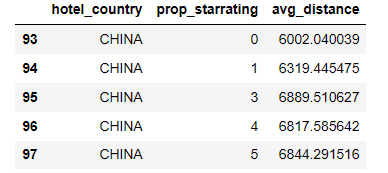 hotel_country prop_starrating avg_distance
93 CHINA 0 6002.040039
94 CHINA 1 6319.445475
95 CHINA 3 6889.510627
96 CHINA 4 6817.585642
97 CHINA 5 6844.291516